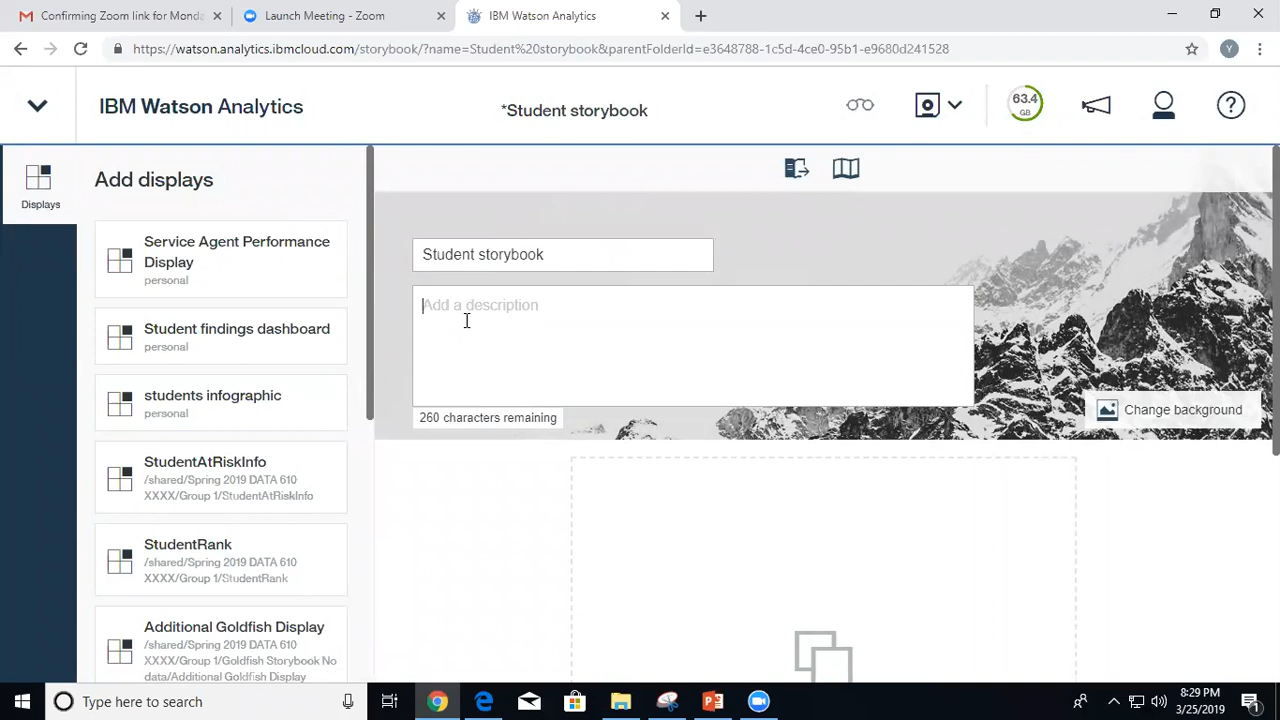 Confirming Zoom link for Monda
Launch Meeting - Zoom
IBM Watson Analytics
https://watson.analytics.ibmcloud.com/storybook/?name=Student%20storybook&parentFolderId=e3648788-1c5d-4ce0-95b1-e9680d241528
Y
IBM Watson Analytics
*Student storybook
63.4
GB
Displays
Add displays
Service Agent Performance
Display
personal
Student findings dashboard
personal
students infographic
personal
StudentAtRiskInfo
/shared/Spring 2019 DATA 610
XXXX/Group 1/StudentAtRiskInfo
StudentRank
/shared/Spring 2019 DATA 610
XXXX/Group 1/StudentRank
Additional Goldfish Display
/shared/Spring 2019 DATA 610
XXXX/Group 1/Goldfish Storybook No
data/Additional Goldfish Display
Student storybook
Add a description
260 characters remaining
Change background
Type here to search
8:29 PM
3/25/2019
1